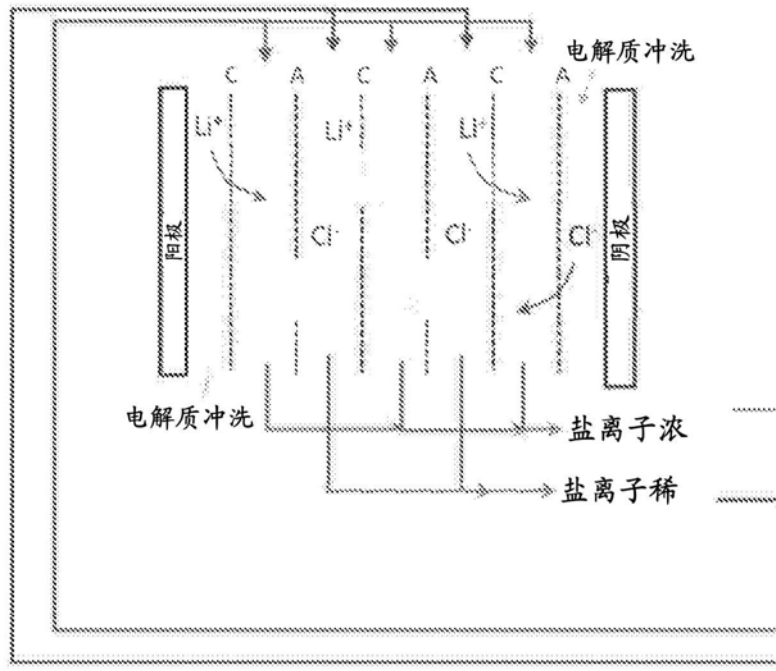 电解质冲洗
C A C A C A
Li⁺ Li⁺ Li⁺
阳极
Cl⁻ Cl⁻ Cl⁻
阴极
电解质冲洗
盐离子浓
盐离子稀